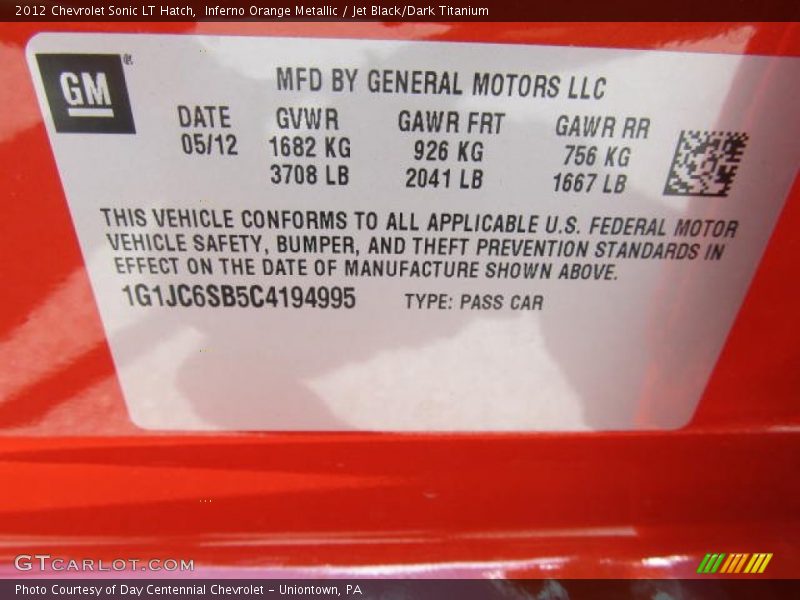 2012 Chevrolet Sonic LT Hatch,  Inferno Orange Metallic / Jet Black/Dark Titanium
GM®
MFD BY GENERAL MOTORS LLC
DATE GVWR GAWR FRT GAWR RR
05/12 1682 KG 926 KG 756 KG
3708 LB 2041 LB 1667 LB
THIS VEHICLE CONFORMS TO ALL APPLICABLE U.S. FEDERAL MOTOR
VEHICLE SAFETY, BUMPER, AND THEFT PREVENTION STANDARDS IN
EFFECT ON THE DATE OF MANUFACTURE SHOWN ABOVE.
1G1JC6SB5C4194995 TYPE: PASS CAR
GTCARLOT.COM
Photo Courtesy of Day Centennial Chevrolet - Uniontown, PA